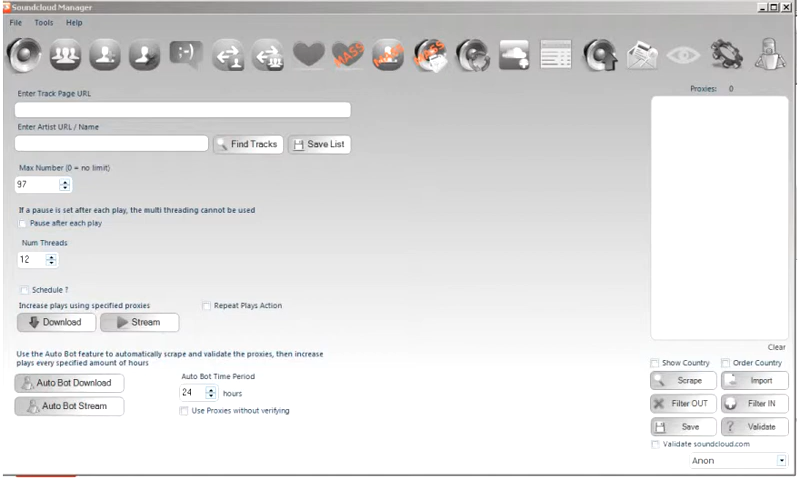 Soundcloud Manager
File Tools Help
;-)
MASS MASS MASS
Enter Track Page URL
Proxies: 0
Enter Artist URL / Name
Find Tracks Save List
Max Number (0 = no limit)
97
If a pause is set after each play, the multi threading cannot be used
Pause after each play
Num Threads
12
Schedule ?
Increase plays using specified proxies Repeat Plays Action
Download Stream
Clear
Use the Auto Bot feature to automatically scrape and validate the proxies, then increase
plays every specified amount of hours
Show Country Order Country
Auto Bot Time Period
Auto Bot Download
24 hours
Scrape Import
Auto Bot Stream
Use Proxies without verifying
Filter OUT Filter IN
Save ? Validate
Validate soundcloud.com
Anon